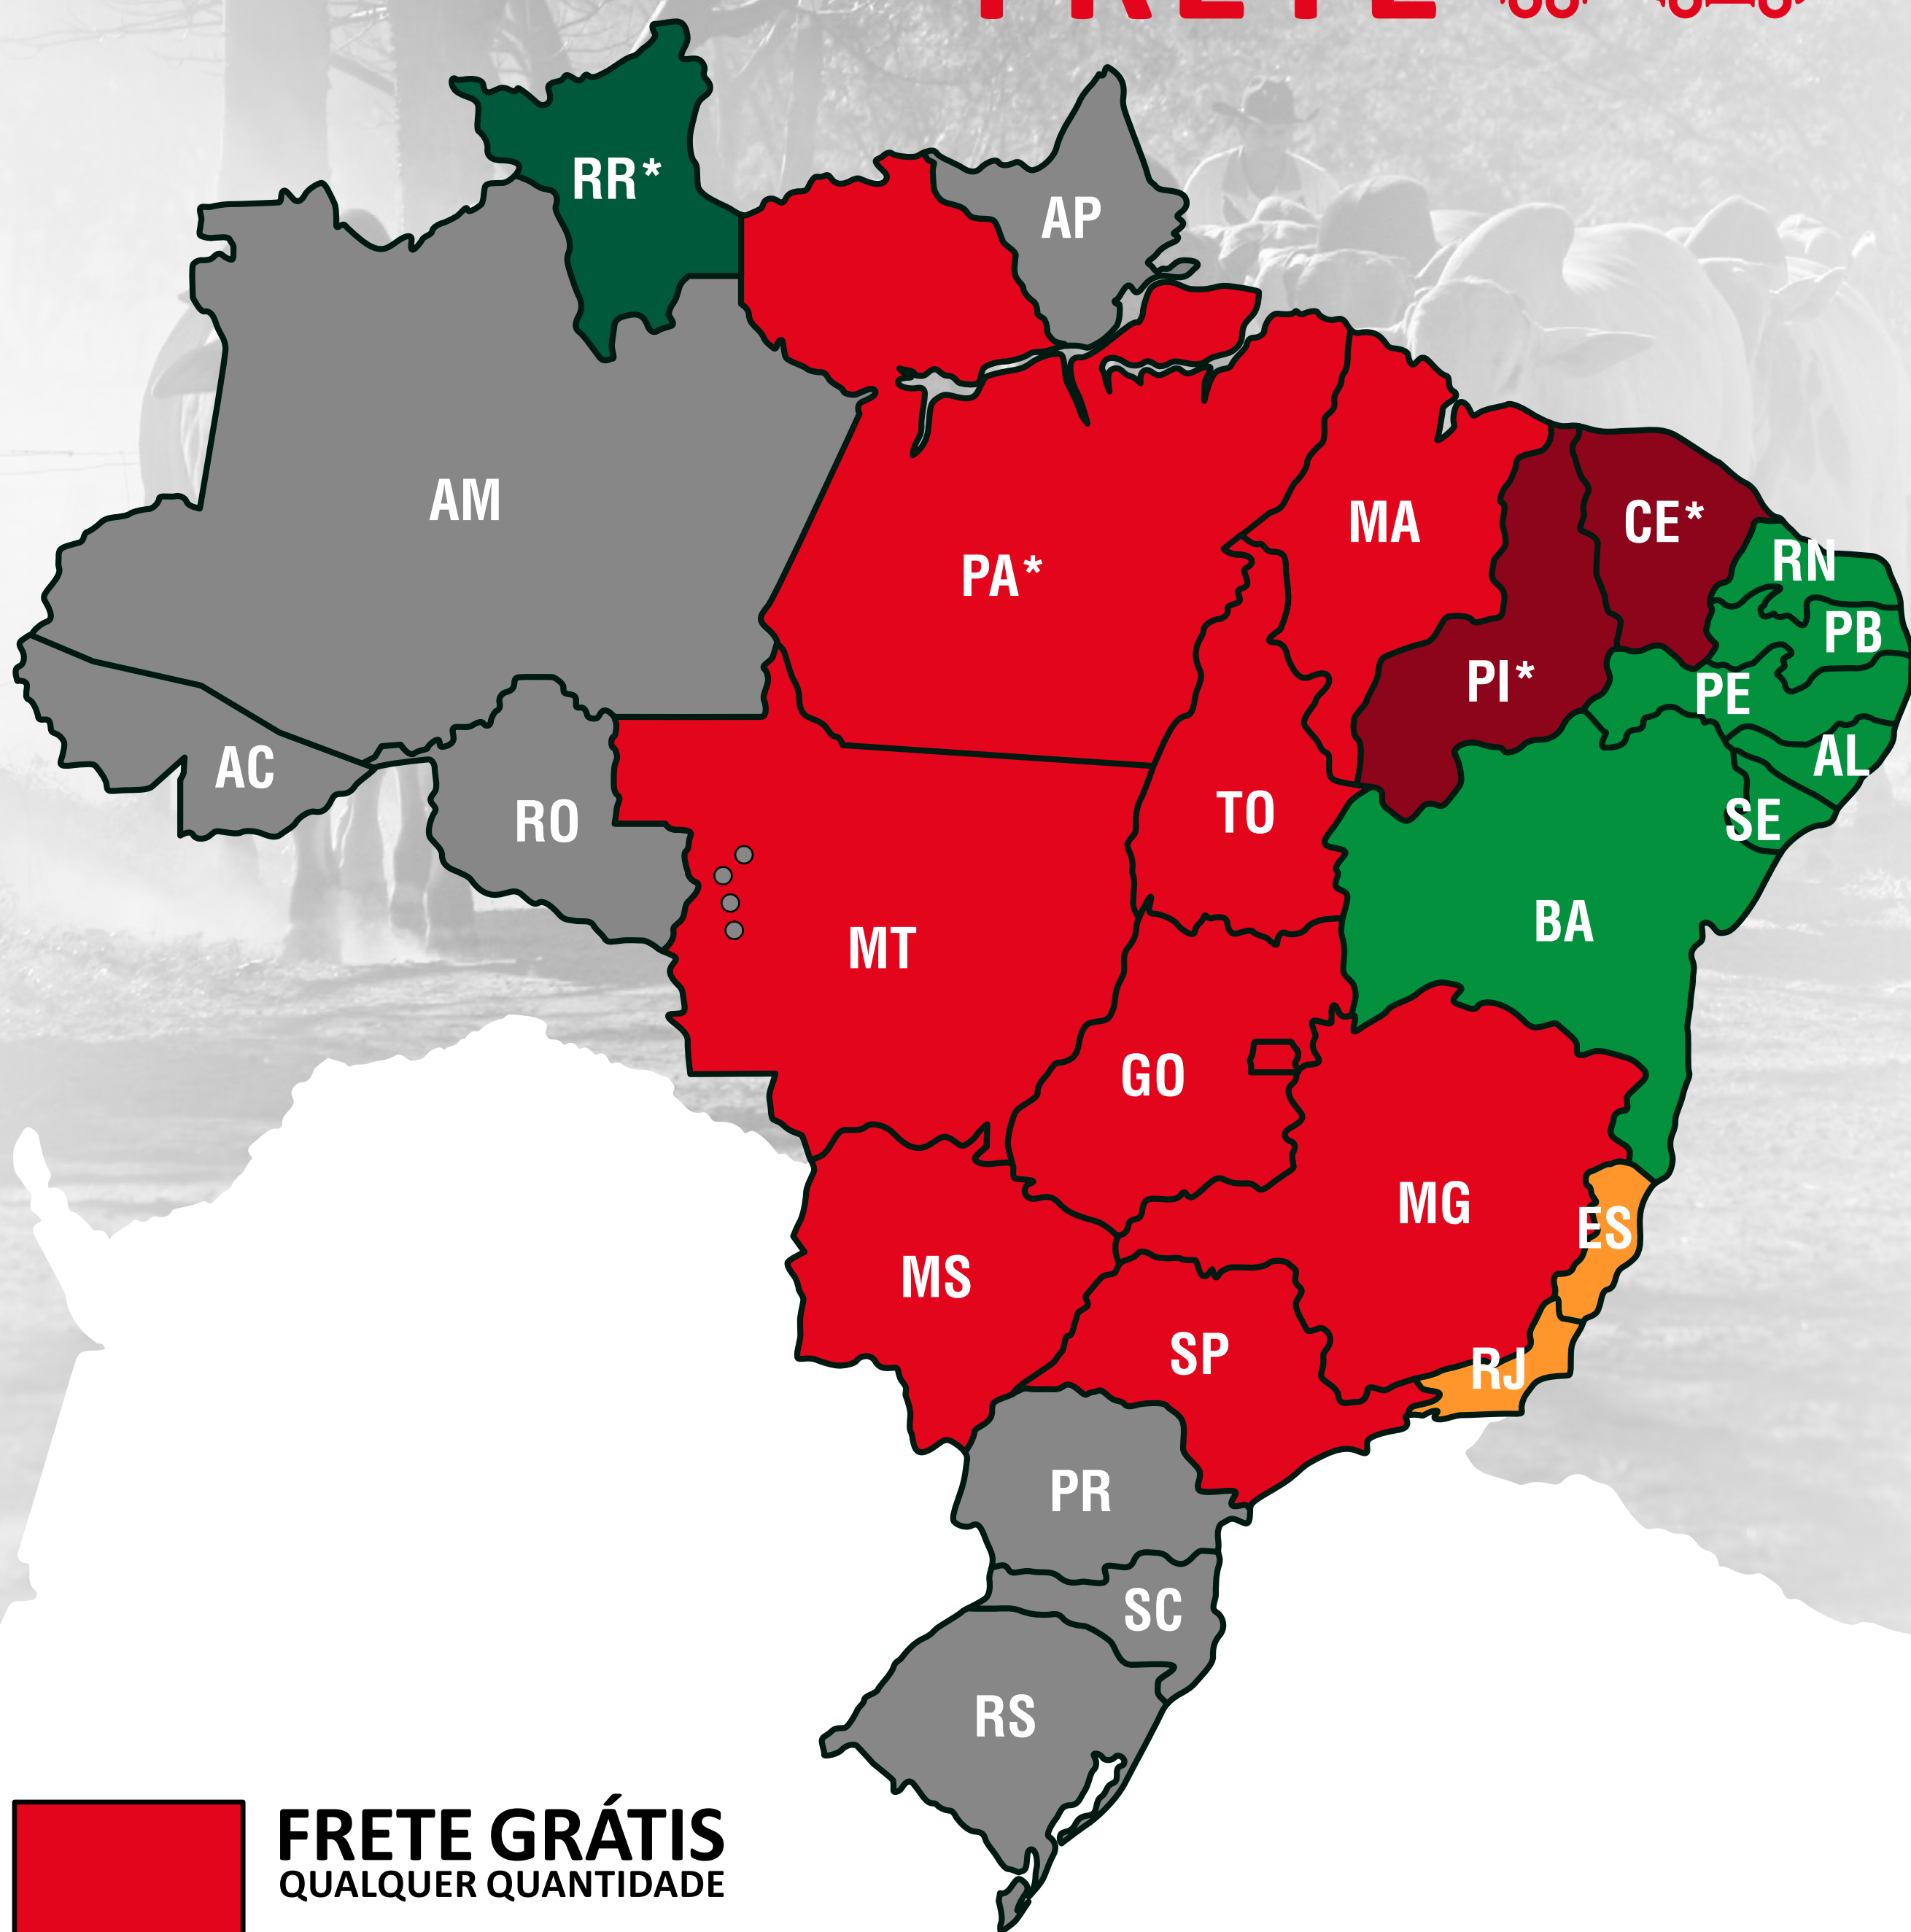 FRETE
RR*
AP
AM
PA*
MA
CE*
RN
PB
PI*
PE
AL
AC
RO
TO
SE
MT
BA
GO
MG
ES
MS
SP
RJ
PR
SC
RS
FRETE GRÁTIS
QUALQUER QUANTIDADE